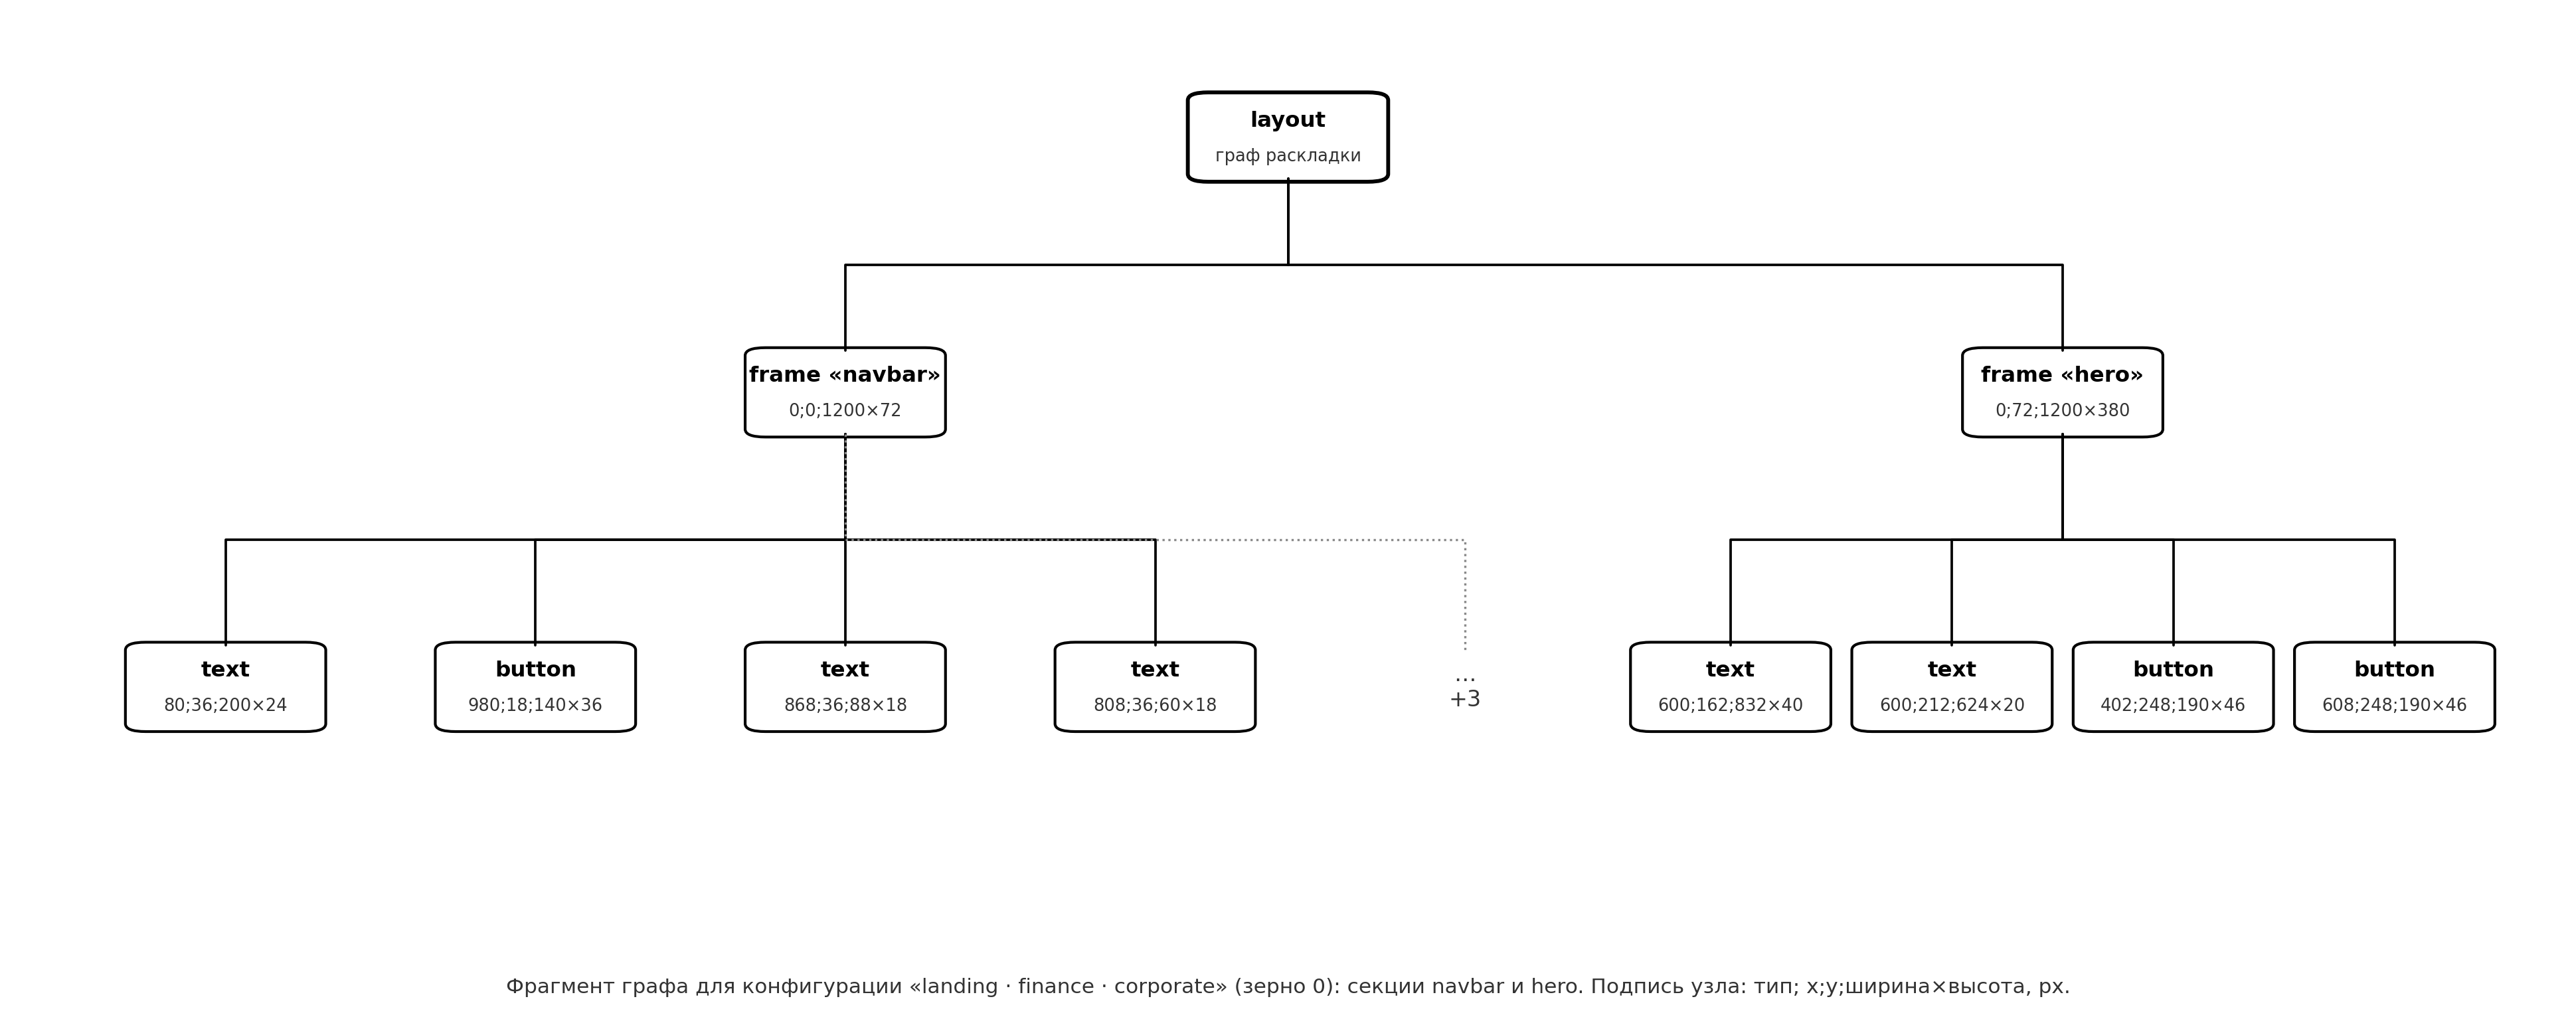 layout
граф раскладки
frame «navbar»
0;0;1200×72
frame «hero»
0;72;1200×380
text
80;36;200×24
button
980;18;140×36
text
868;36;88×18
text
808;36;60×18
...
+3
text
600;162;832×40
text
600;212;624×20
button
402;248;190×46
button
608;248;190×46
Фрагмент графа для конфигурации «landing · finance · corporate» (зерно 0): секции navbar и hero. Подпись узла: тип; x;y;ширина×высота, px.